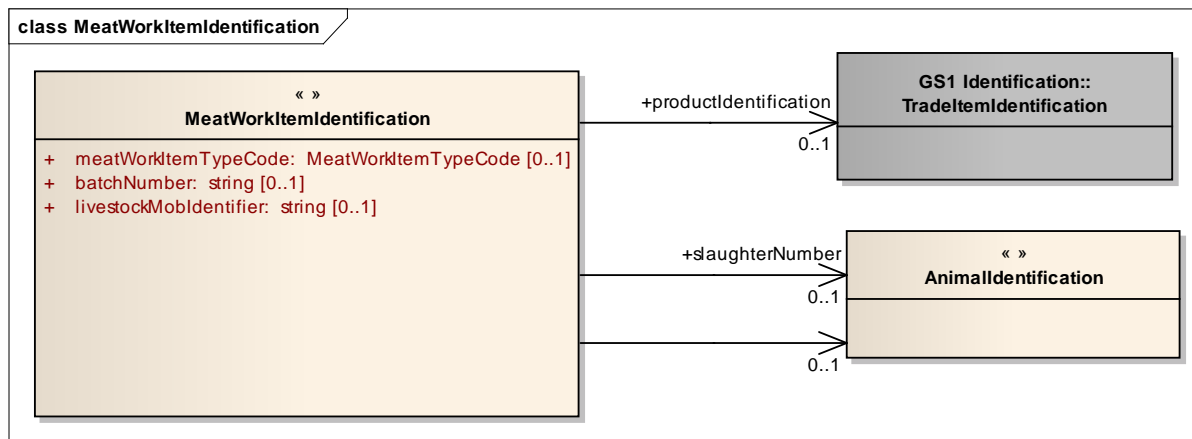 class MeatWorkItemIdentification
« »
MeatWorkItemIdentification
+ meatWorkItemTypeCode: MeatWorkItemTypeCode [0..1]
+ batchNumber: string [0..1]
+ livestockMobIdentifier: string [0..1]
+productIdentification
0..1
GS1 Identification::
TradeItemIdentification
+slaughterNumber
0..1
0..1
« »
AnimalIdentification